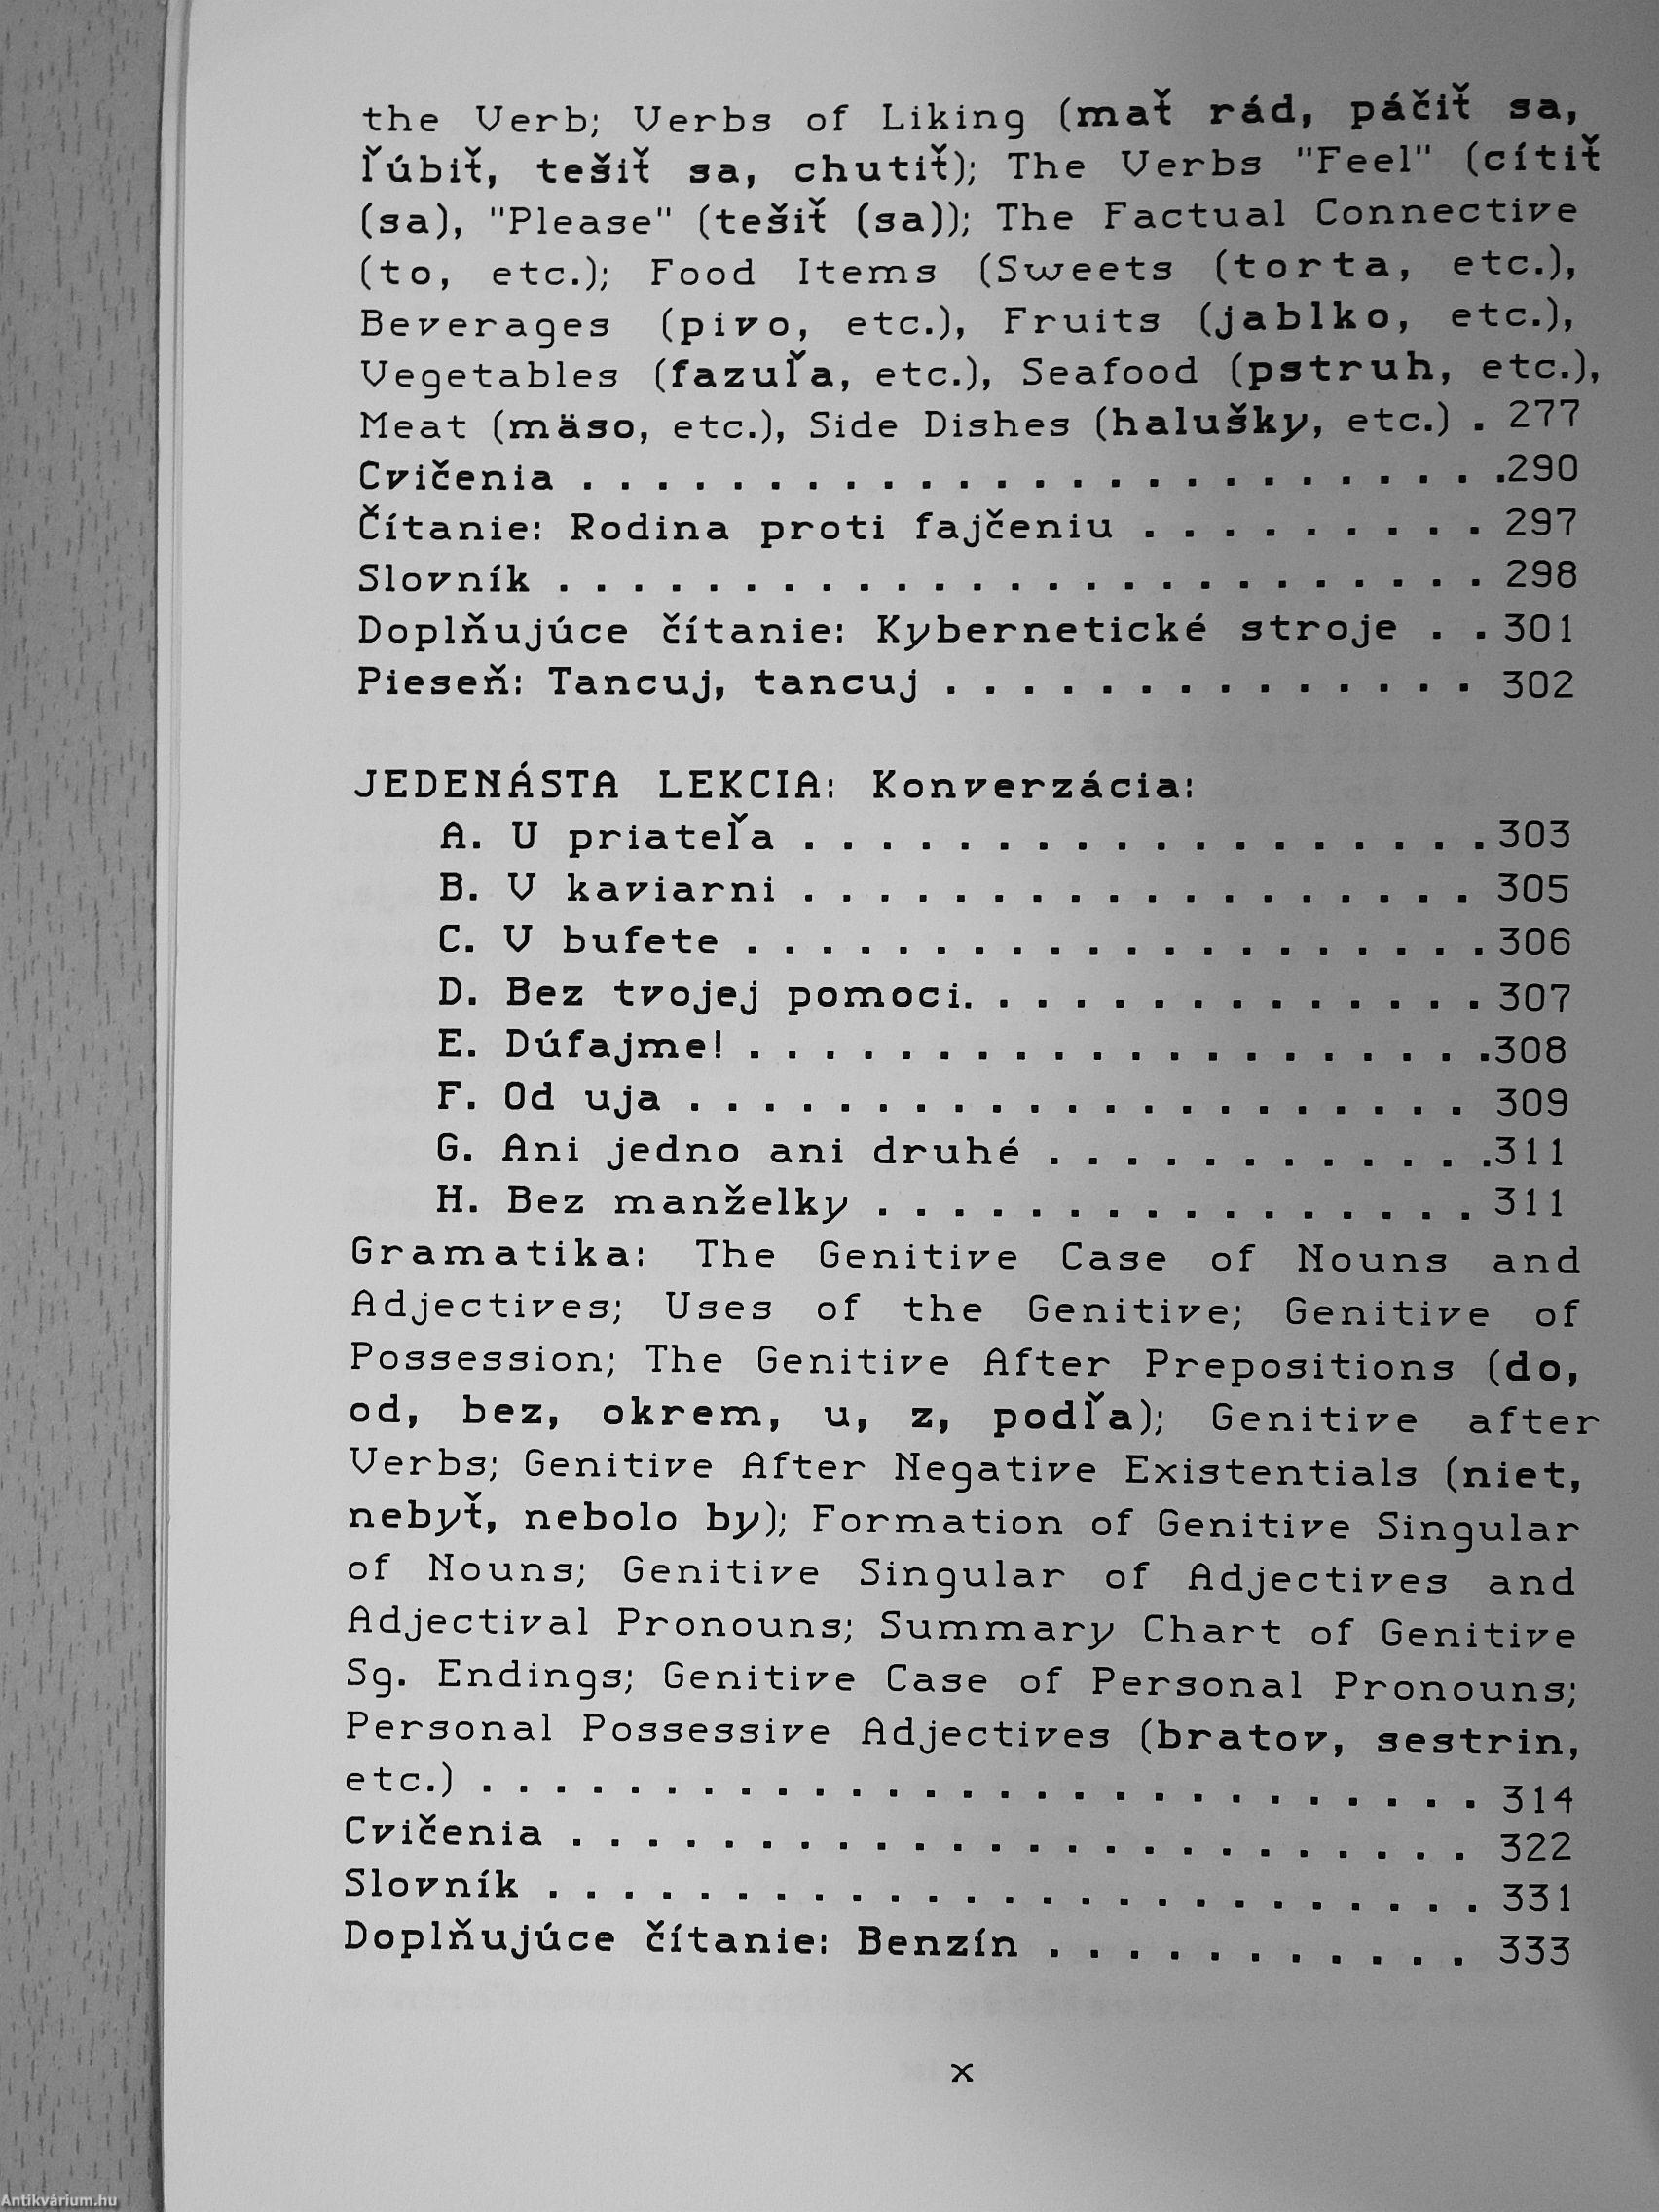 the Verb; Verbs of Liking (mať rád, páčiť sa,
ľúbiť, tešiť sa, chutiť); The Verbs "Feel" (cítiť
(sa), "Please" (tešiť (sa)); The Factual Connective
(to, etc.); Food Items (Sweets (torta, etc.),
Beverages (pivo, etc.), Fruits (jablko, etc.),
Vegetables (fazuľa, etc.), Seafood (pstruh, etc.),
Meat (mäso, etc.), Side Dishes (halušky, etc.) . 277
Cvičenia . . . . . . . . . . . . . . . . . . . . . . . . .290
Čítanie: Rodina proti fajčeniu . . . . . . . . . 297
Slovník . . . . . . . . . . . . . . . . . . . . . . . . . 298
Doplňujúce čítanie: Kybernetické stroje . . 301
Pieseň: Tancuj, tancuj . . . . . . . . . . . . . . 302
JEDENÁSTA LEKCIA: Konverzácia:
A. U priateľa . . . . . . . . . . . . . . . . . . 303
B. V kaviarni . . . . . . . . . . . . . . . . . . 305
C. V bufete . . . . . . . . . . . . . . . . . . . . 306
D. Bez tvojej pomoci. . . . . . . . . . . . . . 307
E. Dúfajme! . . . . . . . . . . . . . . . . . . . .308
F. Od uja . . . . . . . . . . . . . . . . . . . . . 309
G. Ani jedno ani druhé . . . . . . . . . . . .311
H. Bez manželky . . . . . . . . . . . . . . . . 311
Gramatika: The Genitive Case of Nouns and
Adjectives; Uses of the Genitive; Genitive of
Possession; The Genitive After Prepositions (do,
od, bez, okrem, u, z, podľa); Genitive after
Verbs; Genitive After Negative Existentials (niet,
nebyť, nebolo by); Formation of Genitive Singular
of Nouns; Genitive Singular of Adjectives and
Adjectival Pronouns; Summary Chart of Genitive
Sg. Endings; Genitive Case of Personal Pronouns;
Personal Possessive Adjectives (bratov, sestrin,
etc.) . . . . . . . . . . . . . . . . . . . . . . . . . . . 314
Cvičenia . . . . . . . . . . . . . . . . . . . . . . . . 322
Slovník . . . . . . . . . . . . . . . . . . . . . . . . . 331
Doplňujúce čítanie: Benzín . . . . . . . . . . . 333
x
Antikvárium.hu